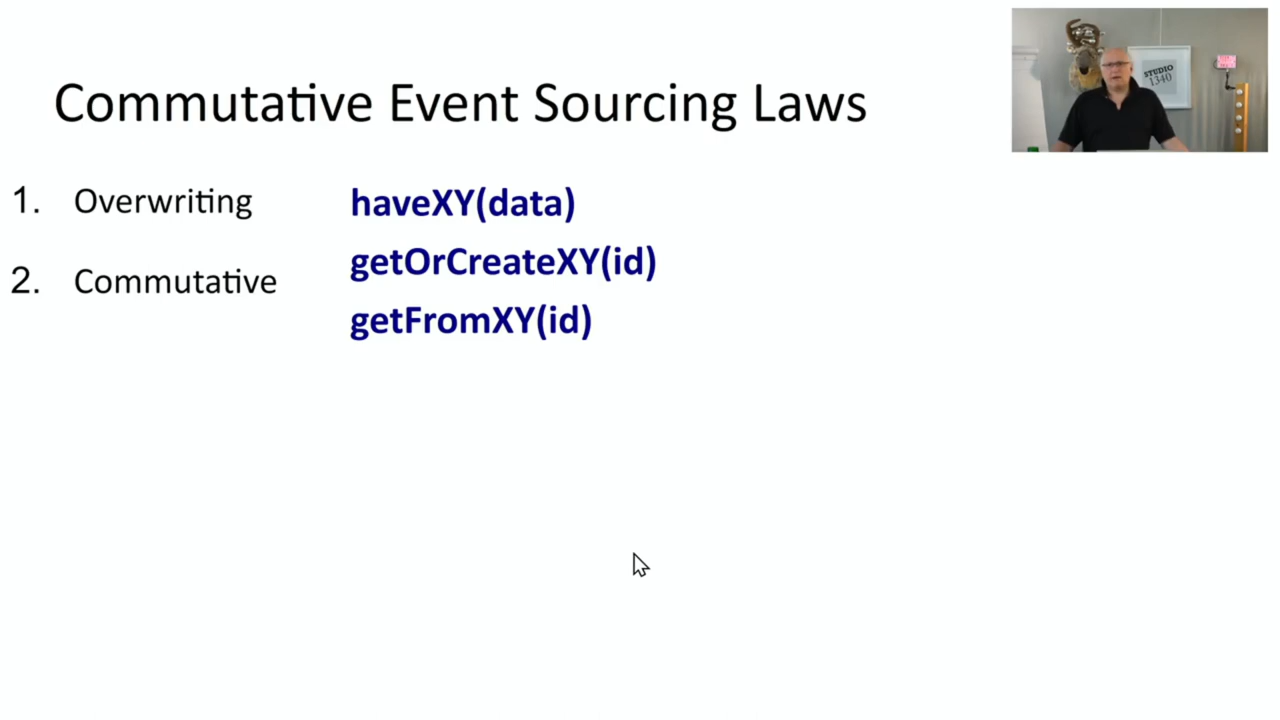 Commutative Event Sourcing Laws
1. Overwriting
2. Commutative
haveXY(data)
getOrCreateXY(id)
getFromXY(id)
STUDIO
1340